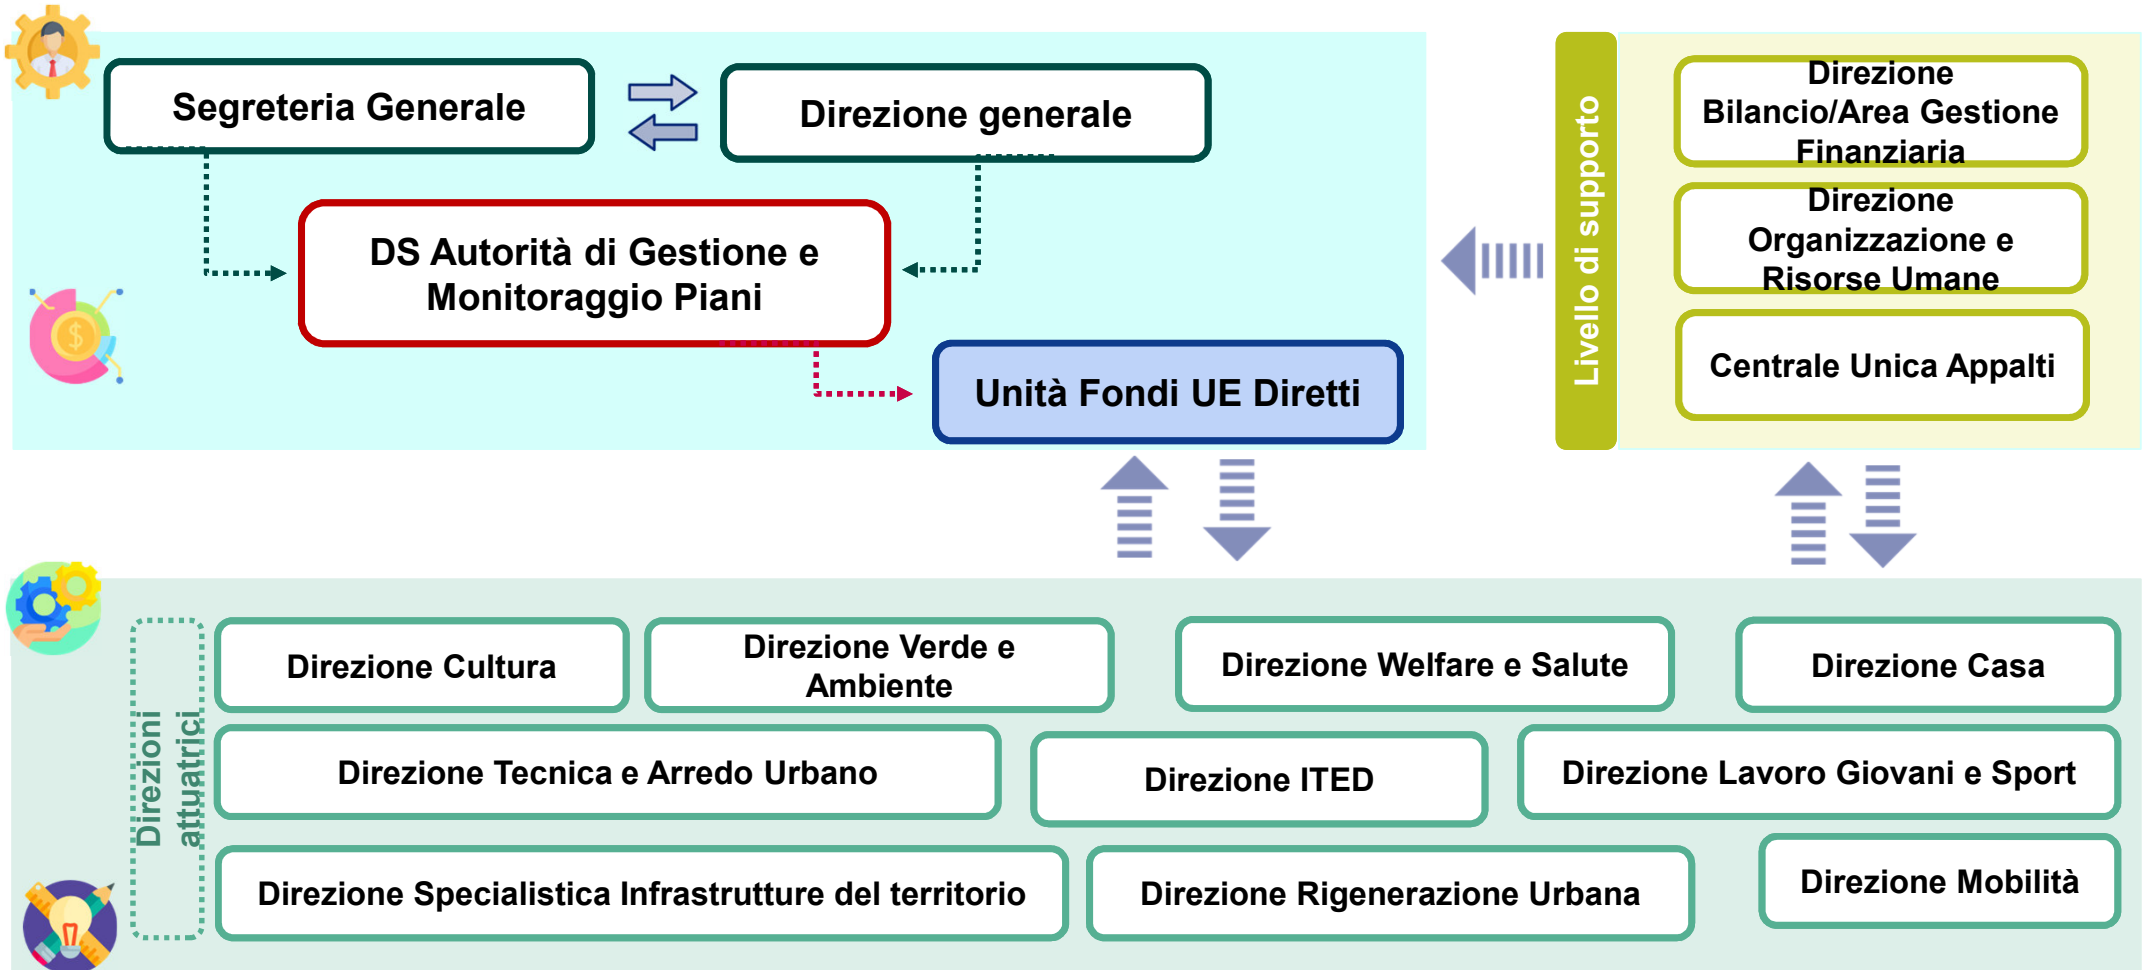 Segreteria Generale
Direzione generale
DS Autorità di Gestione e
Monitoraggio Piani
Unità Fondi UE Diretti
Livello di supporto
Direzione
Bilancio/Area Gestione
Finanziaria
Direzione
Organizzazione e
Risorse Umane
Centrale Unica Appalti
Direzioni
attuatrici
Direzione Cultura
Direzione Verde e
Ambiente
Direzione Welfare e Salute
Direzione Casa
Direzione Tecnica e Arredo Urbano
Direzione ITED
Direzione Lavoro Giovani e Sport
Direzione Specialistica Infrastrutture del territorio
Direzione Rigenerazione Urbana
Direzione Mobilità